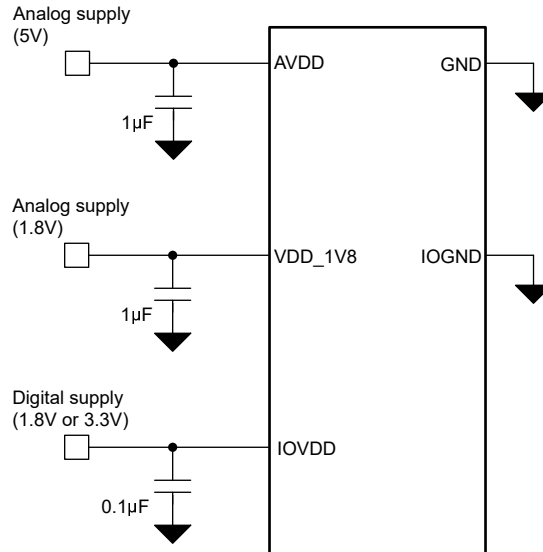 Analog supply
(5V)
AVDD
GND
1µF
Analog supply
(1.8V)
VDD_1V8
IOGND
1µF
Digital supply
(1.8V or 3.3V)
IOVDD
0.1µF